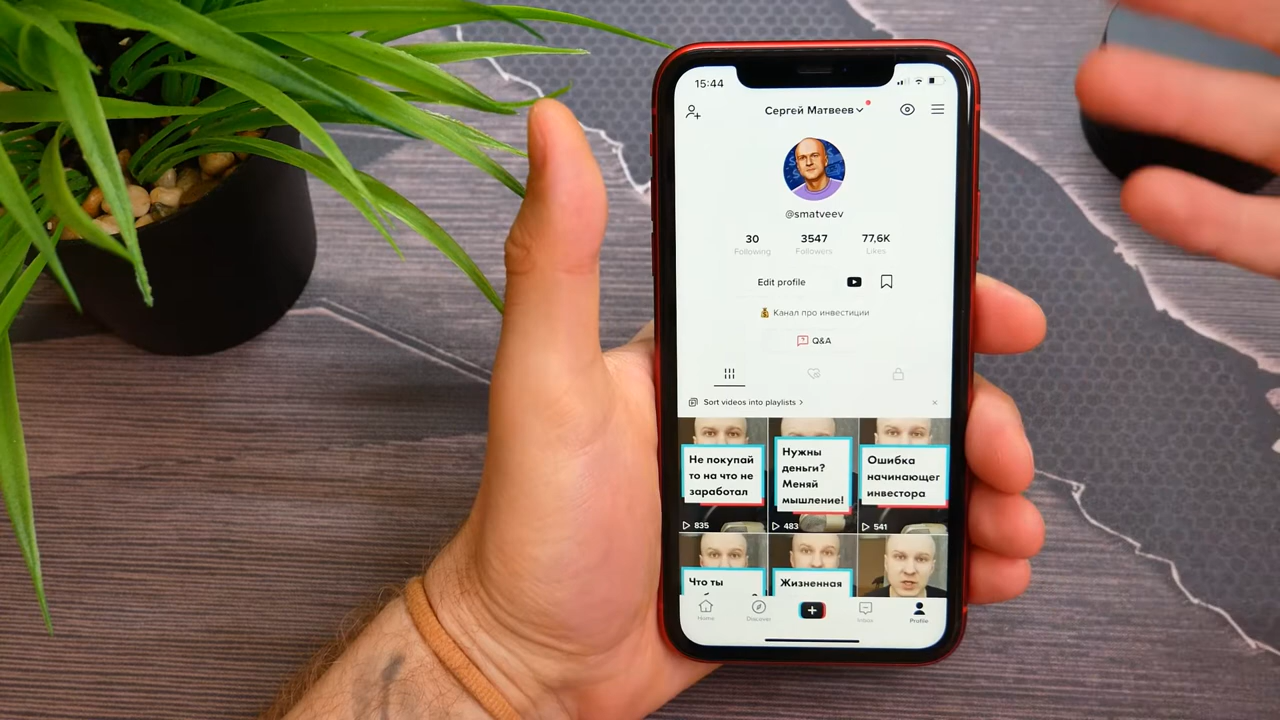 15:44
Сергей Матвеев
@smatveev
30 3547 77,6K
Following Followers Likes
Edit profile
💰 Канал про инвестиции
Q&A
Sort videos into playlists >
Не покупай
то на что не
заработал
835
Нужны
деньги?
Меняй
мышление!
483
Ошибка
начинающег
инвестора
541
Что ты
Жизненная
Home Discover Inbox Profile